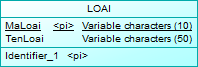 LOAI
MaLoai <pi> Variable characters (10)
TenLoai Variable characters (50)
Identifier_1 <pi>